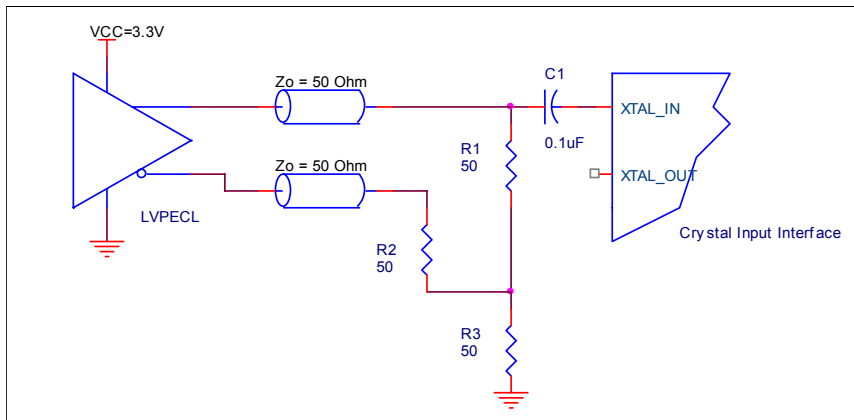 VCC=3.3V
Zo = 50 Ohm
C1
XTAL_IN
0.1uF
R1
50
Zo = 50 Ohm
XTAL_OUT
LVPECL
Crystal Input Interface
R2
50
R3
50